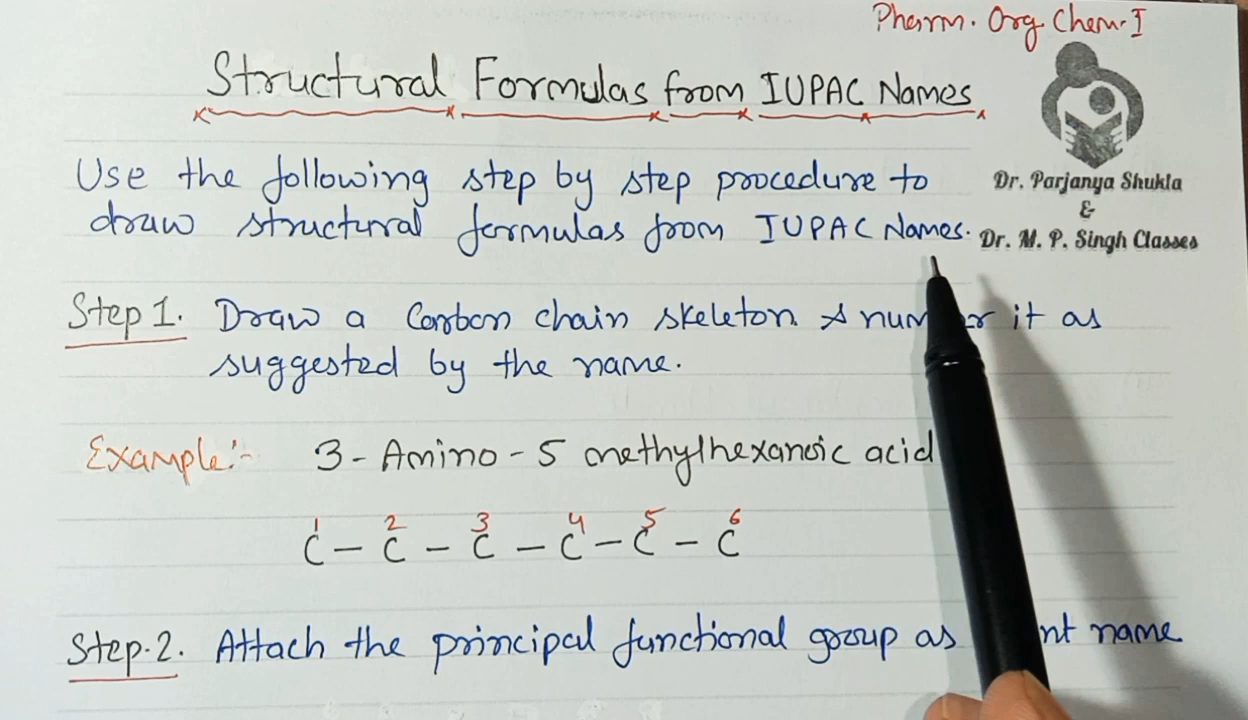 Pharm. Org. Chem. I
Structural Formulas from IUPAC Names
Use the following step by step procedure to
draw structural formulas from IUPAC Names.
Dr. Parjanya Shukla
&
Dr. M. P. Singh Classes
Step 1. Draw a Carbon chain skeleton & it as
suggested by the name.
Example:- 3-Amino-5 methylhexanoic acid
1 2 3 4 5 6
C - C - C - C - C - C
Step.2. Attach the principal functional group as name